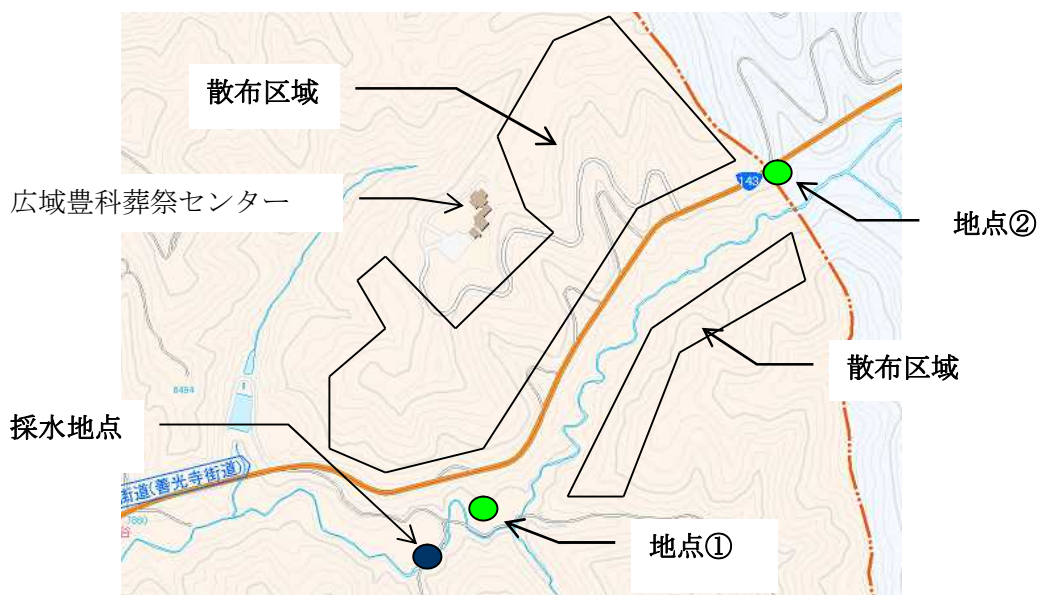 散布区域
広域豊科葬祭センター
143
地点②
散布区域
採水地点
街道(善光寺街道)
地点①